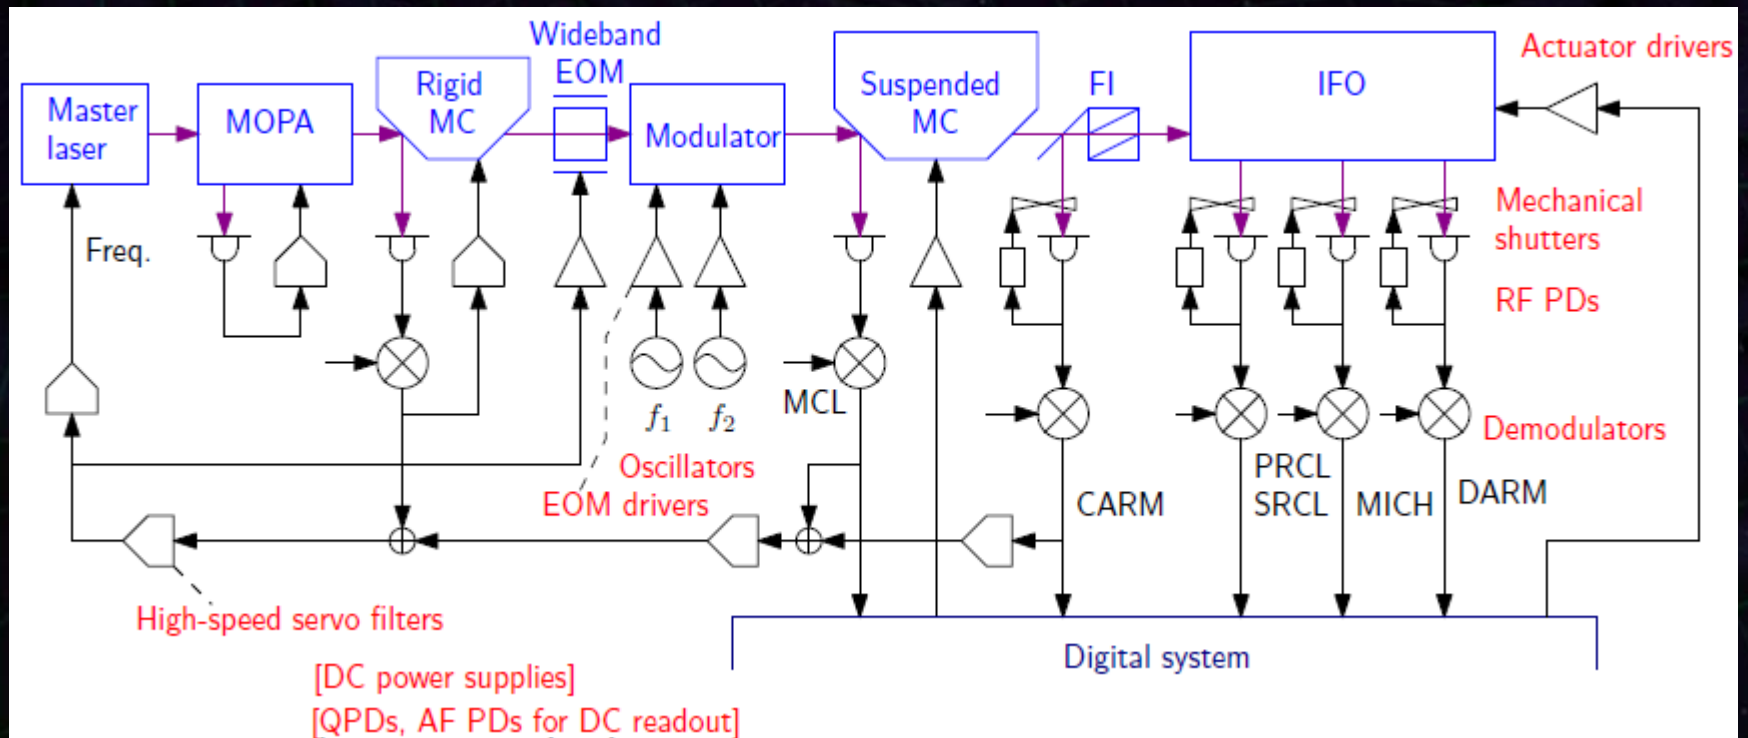 Wideband
EOM
Actuator drivers
Master
laser
MOPA
Rigid
MC
Modulator
Suspended
MC
FI
IFO
Freq.
Mechanical
shutters
RF PDs
f1
f2
MCL
Oscillators
EOM drivers
CARM
PRCL
SRCL
MICH
DARM
Demodulators
High-speed servo filters
Digital system
[DC power supplies]
[QPDs, AF PDs for DC readout]